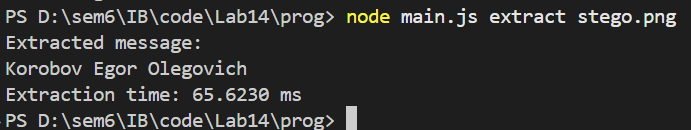 PS D:\sem6\IB\code\Lab14\prog> node main.js extract stego.png
Extracted message:
Korobov Egor Olegovich
Extraction time: 65.6230 ms
PS D:\sem6\IB\code\Lab14\prog>